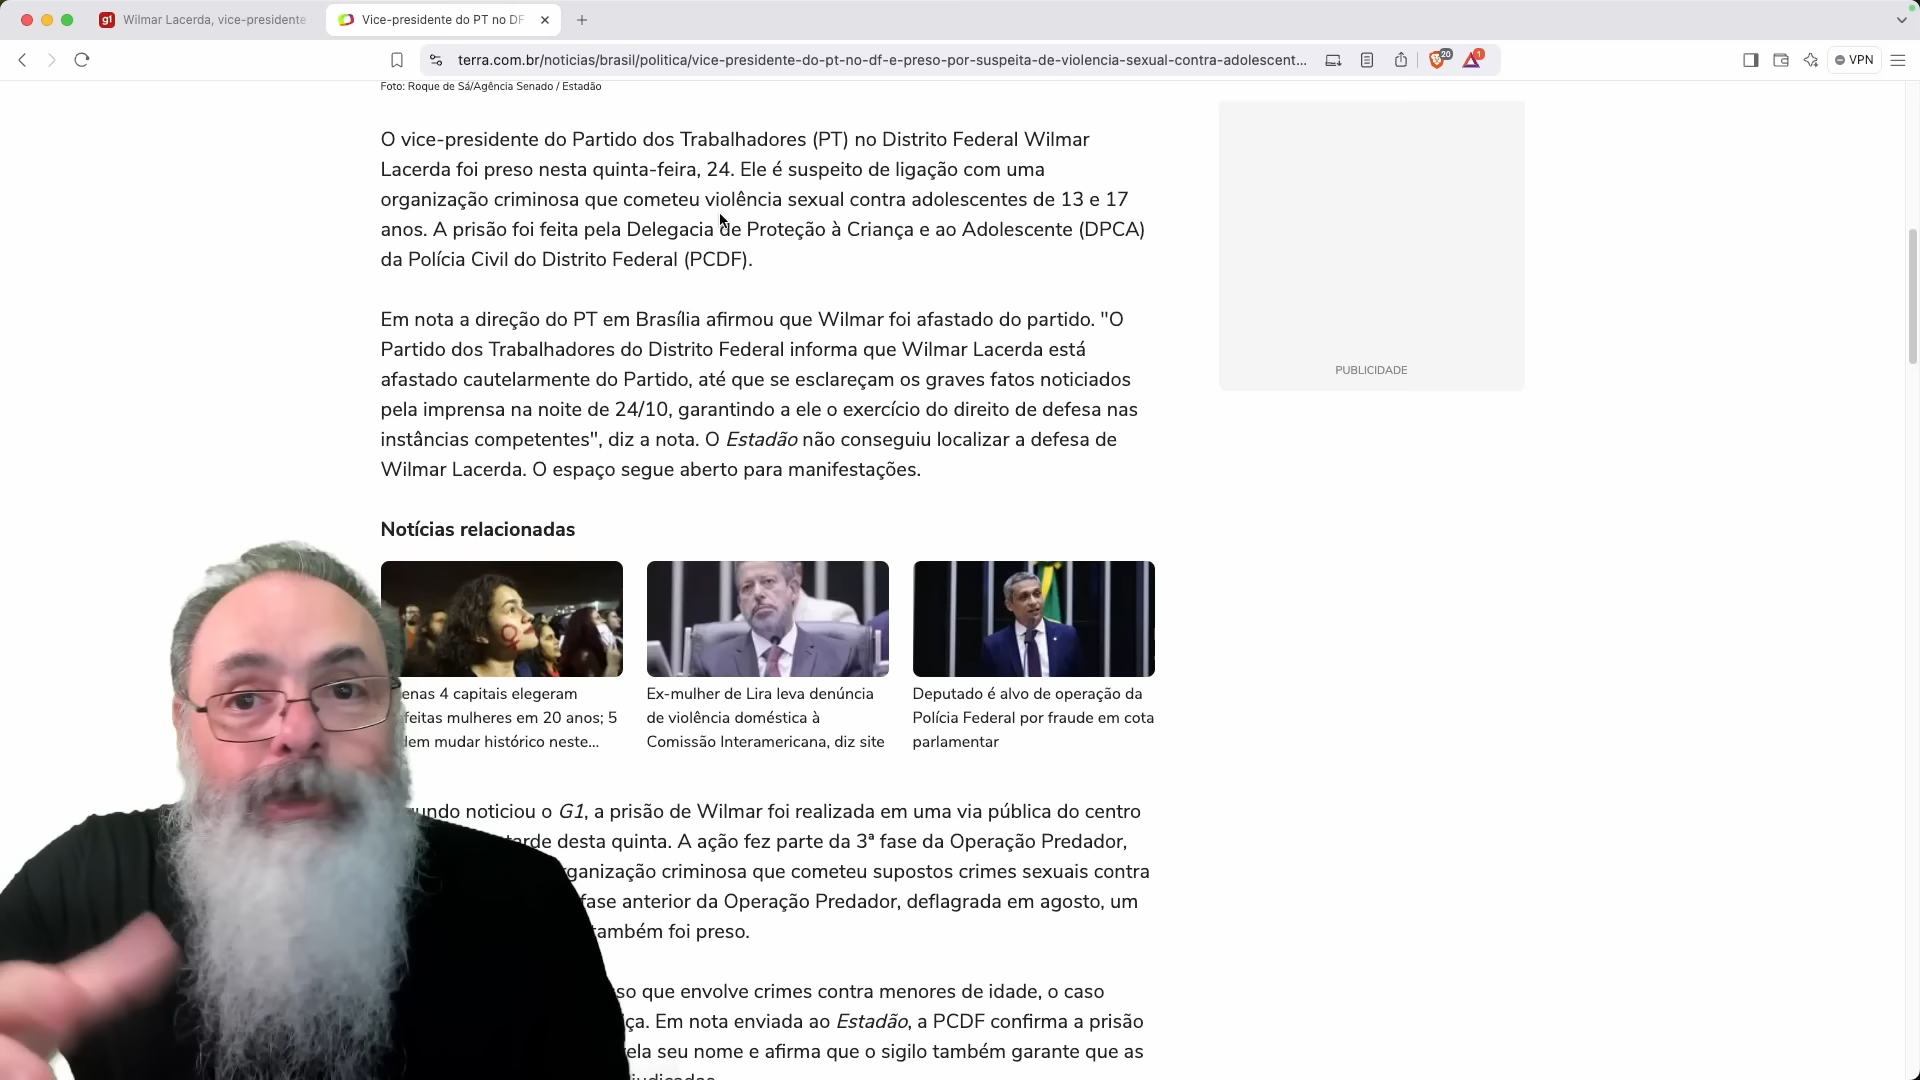 Wilmar Lacerda, vice-presidente
Vice-presidente do PT no DF
terra.com.br/noticias/brasil/politica/vice-presidente-do-pt-no-df-e-preso-por-suspeita-de-violencia-sexual-contra-adolescent...
20
1
VPN
Foto: Roque de Sá/Agência Senado / Estadão
O vice-presidente do Partido dos Trabalhadores (PT) no Distrito Federal Wilmar
Lacerda foi preso nesta quinta-feira, 24. Ele é suspeito de ligação com uma
organização criminosa que cometeu violência sexual contra adolescentes de 13 e 17
anos. A prisão foi feita pela Delegacia de Proteção à Criança e ao Adolescente (DPCA)
da Polícia Civil do Distrito Federal (PCDF).
PUBLICIDADE
Em nota a direção do PT em Brasília afirmou que Wilmar foi afastado do partido. "O
Partido dos Trabalhadores do Distrito Federal informa que Wilmar Lacerda está
afastado cautelarmente do Partido, até que se esclareçam os graves fatos noticiados
pela imprensa na noite de 24/10, garantindo a ele o exercício do direito de defesa nas
instâncias competentes", diz a nota. O Estadão não conseguiu localizar a defesa de
Wilmar Lacerda. O espaço segue aberto para manifestações.
Notícias relacionadas
enas 4 capitais elegeram
feitas mulheres em 20 anos; 5
dem mudar histórico neste...
Ex-mulher de Lira leva denúncia
de violência doméstica à
Comissão Interamericana, diz site
Deputado é alvo de operação da
Polícia Federal por fraude em cota
parlamentar
undo noticiou o G1, a prisão de Wilmar foi realizada em uma via pública do centro
tarde desta quinta. A ação fez parte da 3ª fase da Operação Predador,
ganização criminosa que cometeu supostos crimes sexuais contra
fase anterior da Operação Predador, deflagrada em agosto, um
também foi preso.
so que envolve crimes contra menores de idade, o caso
ça. Em nota enviada ao Estadão, a PCDF confirma a prisão
ela seu nome e afirma que o sigilo também garante que as